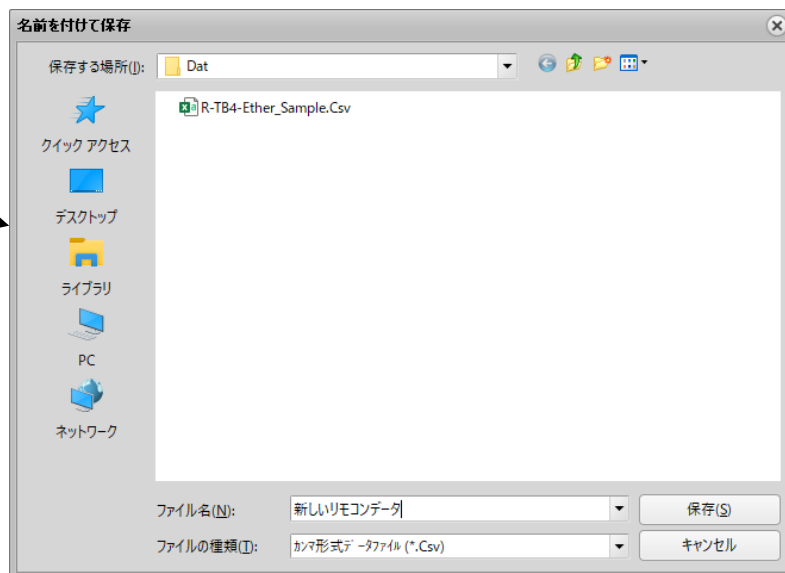 名前を付けて保存
保存する場所(I): Dat
R-TB4-Ether_Sample.Csv
クイック アクセス
デスクトップ
ライブラリ
PC
ネットワーク
ファイル名(N): 新しいリモコンデータ 保存(S)
ファイルの種類(T): ｶﾝﾏ形式ﾃﾞｰﾀﾌｧｲﾙ (*.Csv) キャンセル